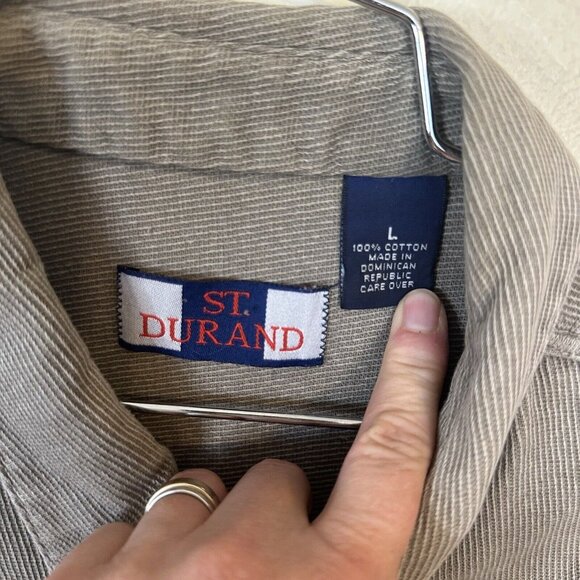 ST.
DURAND
L
100% COTTON
MADE IN
DOMINICAN
REPUBLIC
CARE OVER